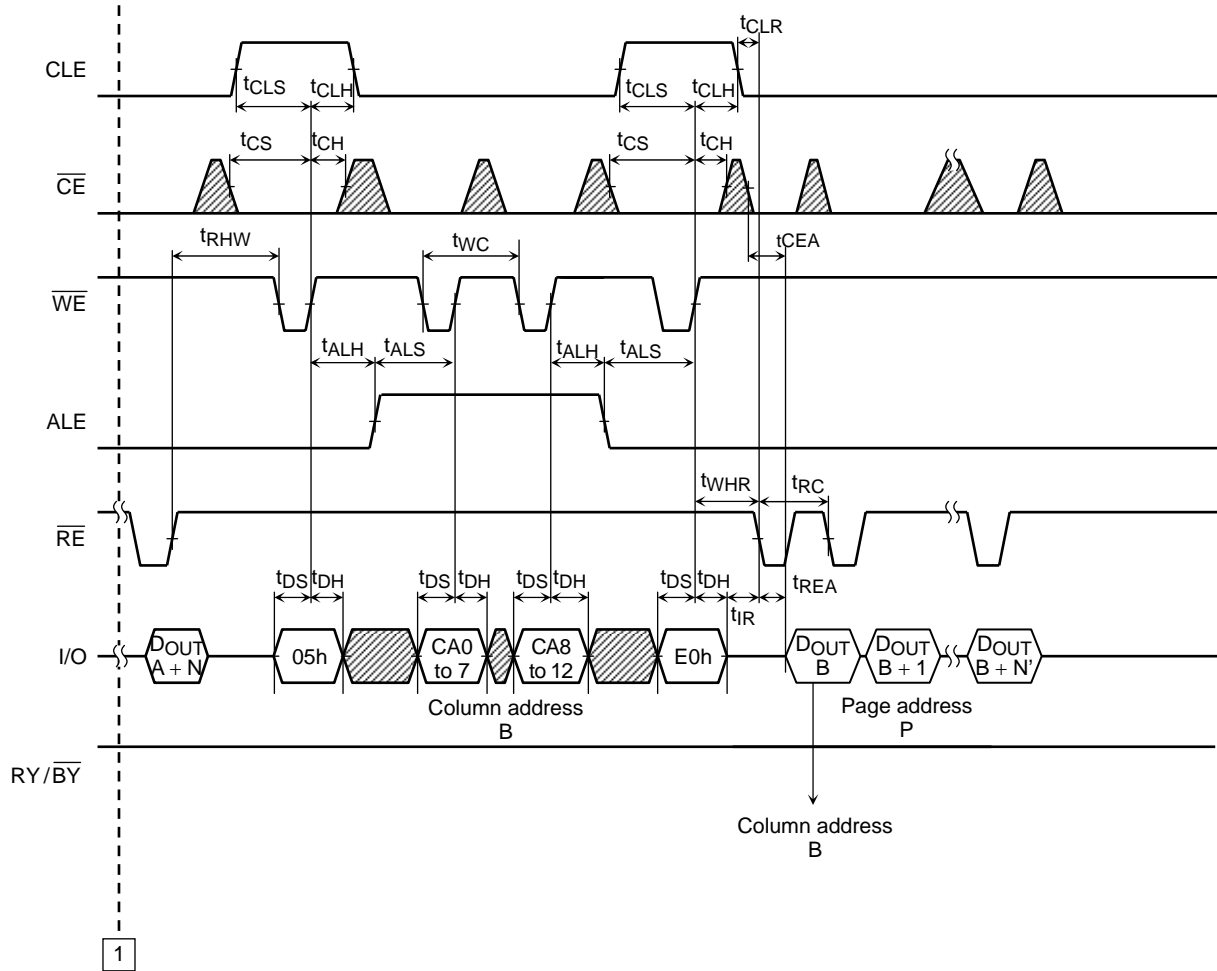 tCLR
CLE
tCLS tCLH tCLS tCLH
tCS tCH tCS tCH
CE
tRHW tWC tCEA
WE
tALH tALS tALH tALS
ALE
tWHR tRC
RE
tDS tDH tDS tDH tDS tDH tDS tDH tREA
tIR
I/O
DOUT
A + N
05h
CA0
to 7
CA8
to 12
E0h
DOUT
B
DOUT
B + 1
DOUT
B + N’
Column address
B
Page address
P
RY/BY
Column address
B
1